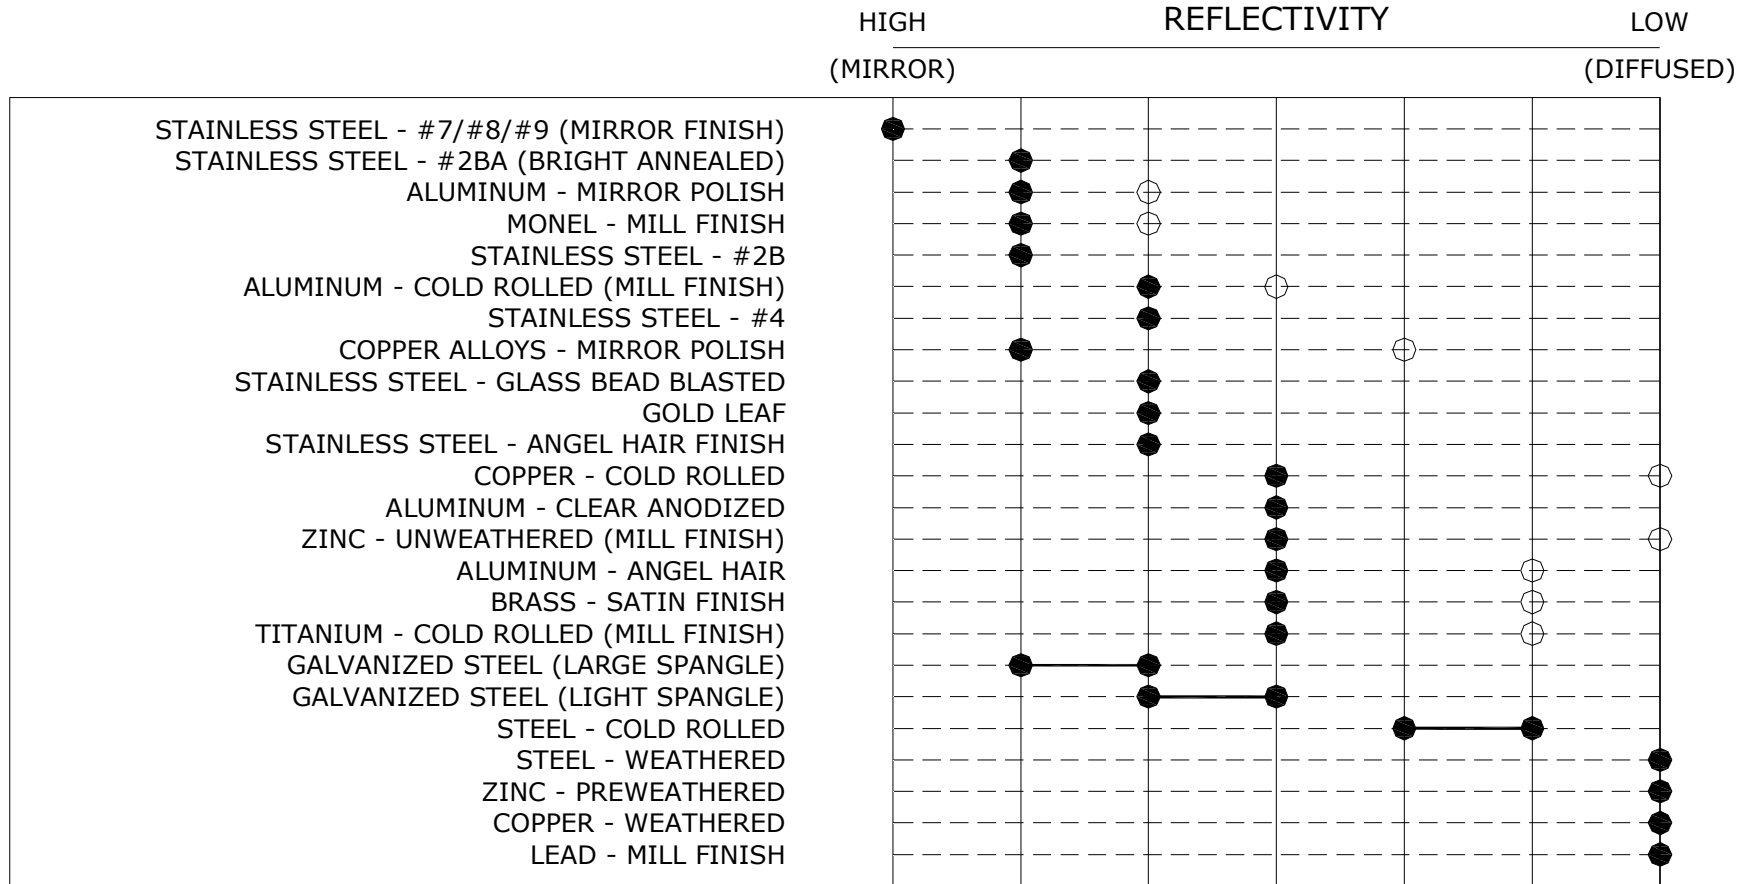 HIGH REFLECTIVITY LOW
(MIRROR) (DIFFUSED)
STAINLESS STEEL - #7/#8/#9 (MIRROR FINISH)
STAINLESS STEEL - #2BA (BRIGHT ANNEALED)
ALUMINUM - MIRROR POLISH
MONEL - MILL FINISH
STAINLESS STEEL - #2B
ALUMINUM - COLD ROLLED (MILL FINISH)
STAINLESS STEEL - #4
COPPER ALLOYS - MIRROR POLISH
STAINLESS STEEL - GLASS BEAD BLASTED
GOLD LEAF
STAINLESS STEEL - ANGEL HAIR FINISH
COPPER - COLD ROLLED
ALUMINUM - CLEAR ANODIZED
ZINC - UNWEATHERED (MILL FINISH)
ALUMINUM - ANGEL HAIR
BRASS - SATIN FINISH
TITANIUM - COLD ROLLED (MILL FINISH)
GALVANIZED STEEL (LARGE SPANGLE)
GALVANIZED STEEL (LIGHT SPANGLE)
STEEL - COLD ROLLED
STEEL - WEATHERED
ZINC - PREWEATHERED
COPPER - WEATHERED
LEAD - MILL FINISH